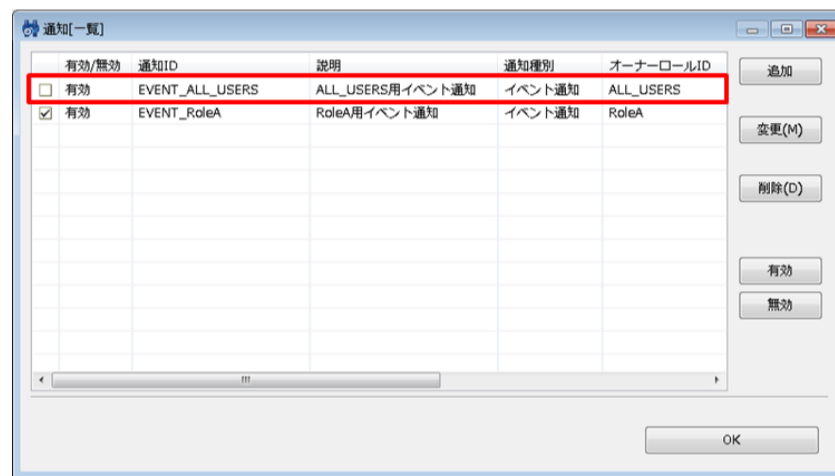 通知[一覧]
有効/無効 通知ID 説明 通知種別 オーナーロールID
有効 EVENT_ALL_USERS ALL_USERS用イベント通知 イベント通知 ALL_USERS
有効 EVENT_RoleA RoleA用イベント通知 イベント通知 RoleA
追加
変更(M)
削除(D)
有効
無効
OK